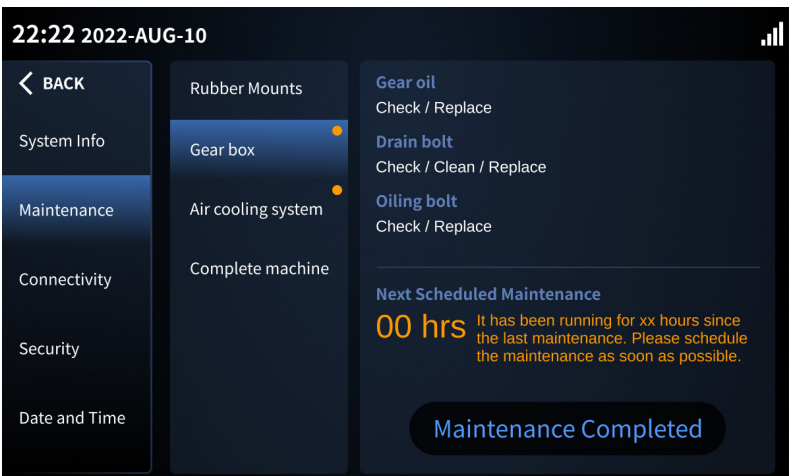 22:22 2022-AUG-10
BACK
System Info
Maintenance
Connectivity
Security
Date and Time
Rubber Mounts
Gear box
Air cooling system
Complete machine
Gear oil
Check / Replace
Drain bolt
Check / Clean / Replace
Oiling bolt
Check / Replace
Next Scheduled Maintenance
00 hrs
It has been running for xx hours since
the last maintenance. Please schedule
the maintenance as soon as possible.
Maintenance Completed